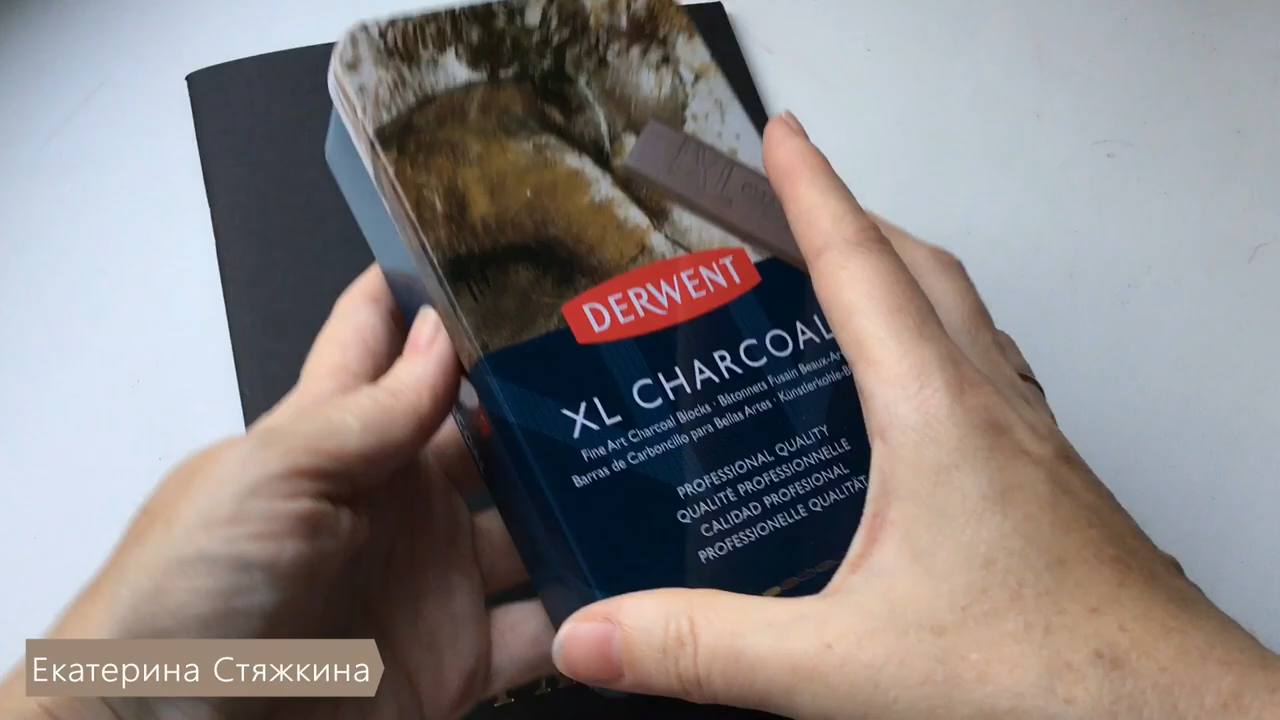 XL
DERWENT
XL CHARCOAL
Fine Art Charcoal Blocks · Bâtonnets Fusain Beaux-Ar
Barras de Carboncillo para Bellas Artes · Künstlerkohle-B
PROFESSIONAL QUALITY
QUALITÉ PROFESSIONNELLE
CALIDAD PROFESIONAL
PROFESSIONELLE QUALITÄT
Екатерина Стяжкина